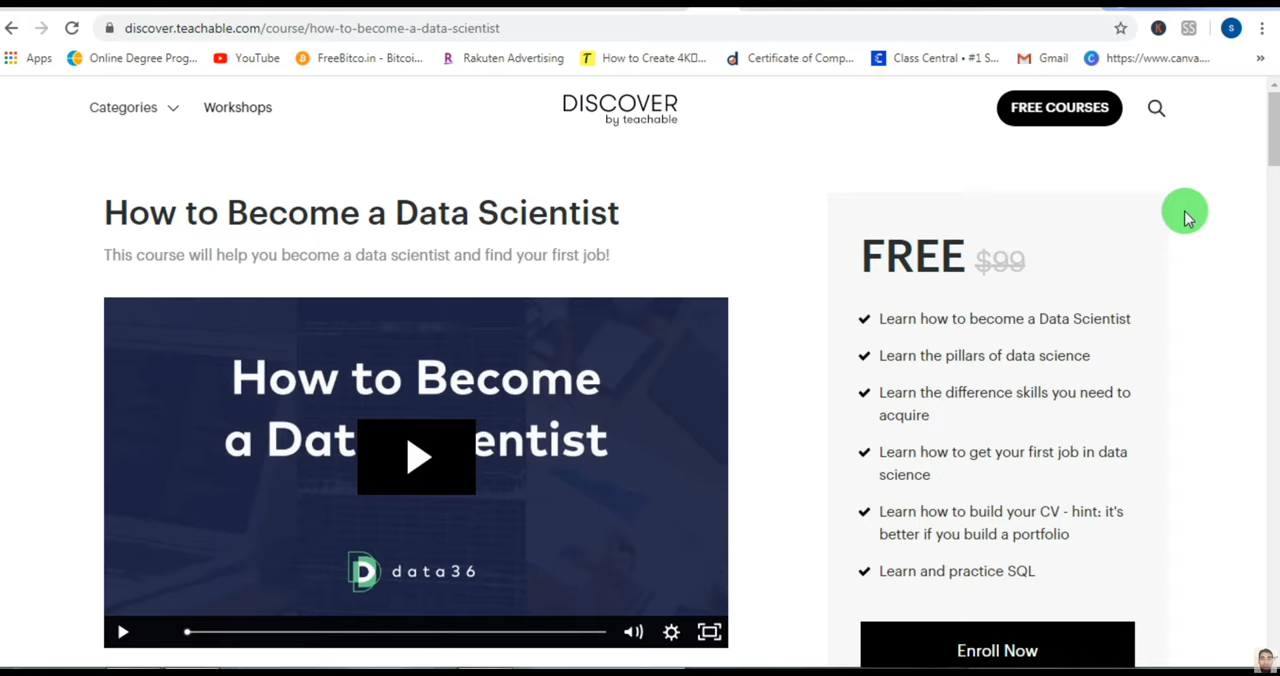 discover.teachable.com/course/how-to-become-a-data-scientist
S
Apps Online Degree Prog... YouTube FreeBitco.in - Bitcoi... Rakuten Advertising How to Create 4K... Certificate of Comp... Class Central • #1 S... Gmail https://www.canva.... »
Categories Workshops
DISCOVER
by teachable
FREE COURSES
How to Become a Data Scientist
This course will help you become a data scientist and find your first job!
How to Become
a Dat entist
data36
FREE $99
Learn how to become a Data Scientist
Learn the pillars of data science
Learn the difference skills you need to
acquire
Learn how to get your first job in data
science
Learn how to build your CV - hint: it's
better if you build a portfolio
Learn and practice SQL
Enroll Now